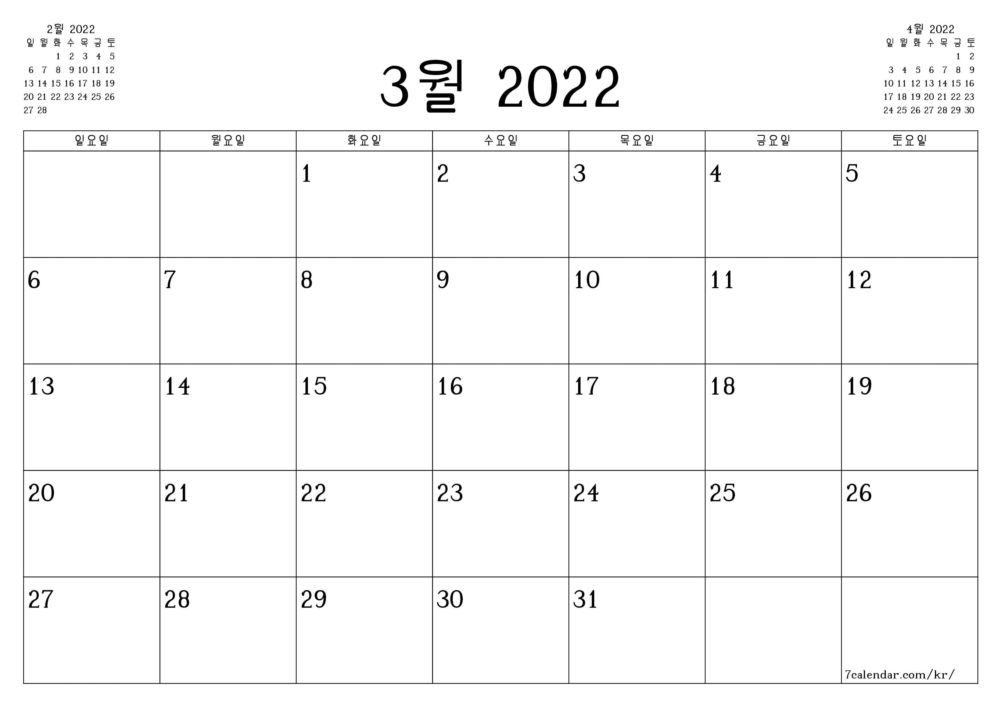 2월 2022
일 월 화 수 목 금 토
1 2 3 4 5
6 7 8 9 10 11 12
13 14 15 16 17 18 19
20 21 22 23 24 25 26
27 28
3월 2022
4월 2022
일 월 화 수 목 금 토
1 2
3 4 5 6 7 8 9
10 11 12 13 14 15 16
17 18 19 20 21 22 23
24 25 26 27 28 29 30
일요일 월요일 화요일 수요일 목요일 금요일 토요일
1 2 3 4 5
6 7 8 9 10 11 12
13 14 15 16 17 18 19
20 21 22 23 24 25 26
27 28 29 30 31
7calendar.com/kr/